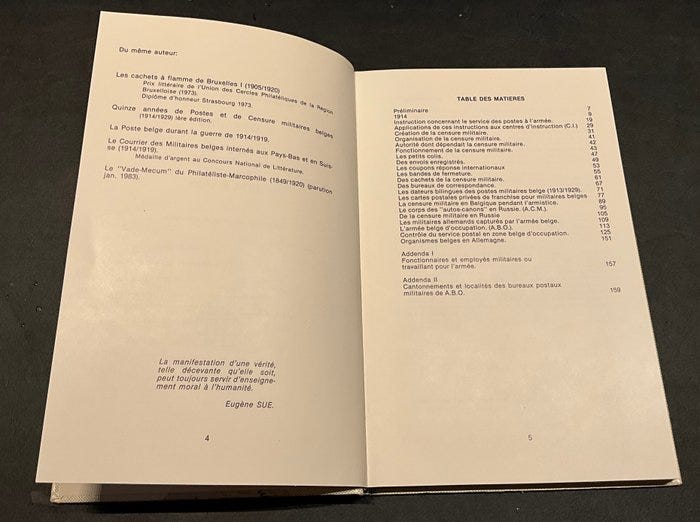 Du même auteur:
Les cachets à flamme de Bruxelles I (1905/1920)
Prix littéraire de l'Union des Cercles Philatéliques de la Région
Bruxelloise (1973).
Diplôme d'honneur Strasbourg 1973.
Quinze années de Postes et de Censure militaires belges
(1914/1929) 1ère édition.
La Poste belge durant la guerre de 1914/1919.
Le Courrier des Militaires belges internés aux Pays-Bas et en Suis-
se (1914/1919).
Médaille d'argent au Concours National de Littérature.
Le "Vade-Mecum" du Philatéliste-Marcophile (1849/1920) (parution
jan. 1983).
La manifestation d'une vérité,
telle décevante qu'elle soit,
peut toujours servir d'enseigne-
ment moral à l'humanité.
Eugène SUE.
4
TABLE DES MATIERES
Préliminaire 7
1914 9
Instruction concernant le service des postes à l'armée. 19
Applications de ces instructions aux centres d'instruction (C.I.) 29
Création de la censure militaire. 31
Organisation de la censure militaire. 41
Autorité dont dépendait la censure militaire. 42
Fonctionnement de la censure militaire. 43
Les petits colis. 47
Des envois enregistrés. 49
Les coupons réponse internationaux 53
Les bandes de fermeture. 55
Des cachets de la censure militaire. 61
Des bureaux de correspondance. 67
Les dateurs bilingues des postes militaires belge (1913/1929). 71
Les cartes postales privées de franchise pour militaires belges 77
La censure militaire en Belgique pendant l'armistice. 89
Le corps des "autos-canons" en Russie. (A.C.M.) 95
De la censure militaire en Russie 105
Les militaires allemands capturés par l'armée belge. 109
L'armée belge d'occupation. (A.B.O.). 113
Contrôle du service postal en zone belge d'occupation. 125
Organismes belges en Allemagne. 151
Addenda I
Fonctionnaires et employés militaires ou
travaillant pour l'armée. 157
Addenda II
Cantonnements et localités des bureaux postaux
militaires de A.B.O. 159
5